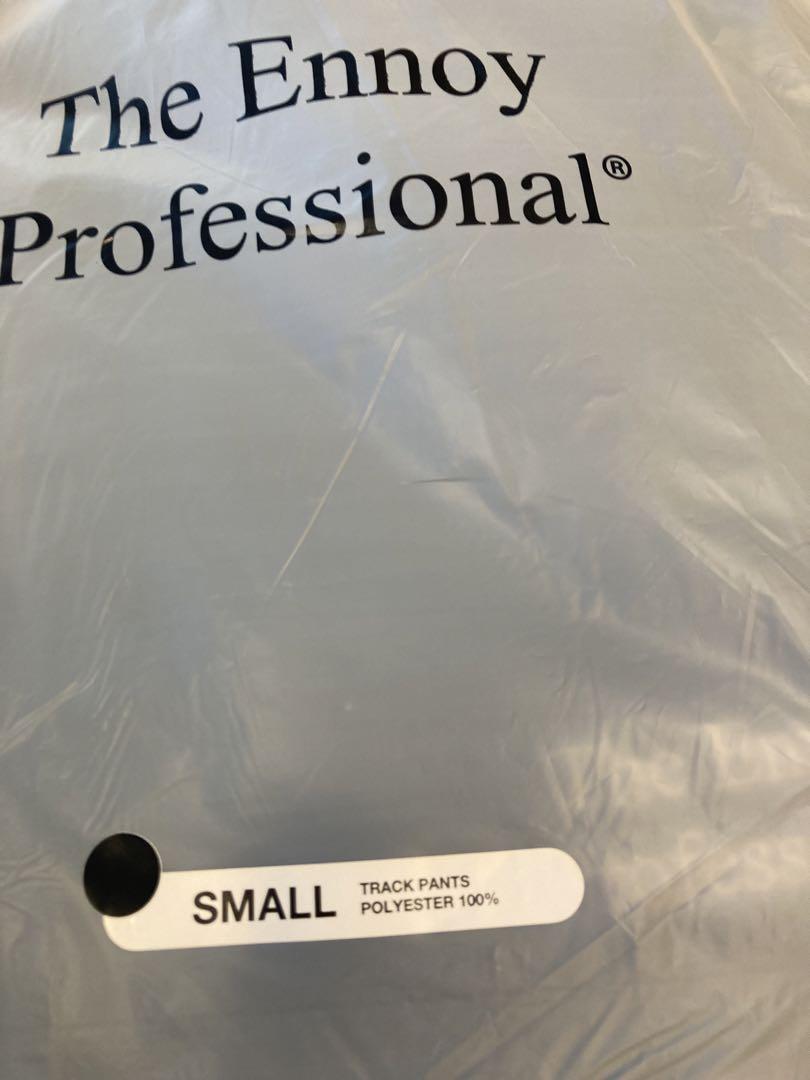 The Ennoy
Professional®
SMALL
TRACK PANTS
POLYESTER 100%